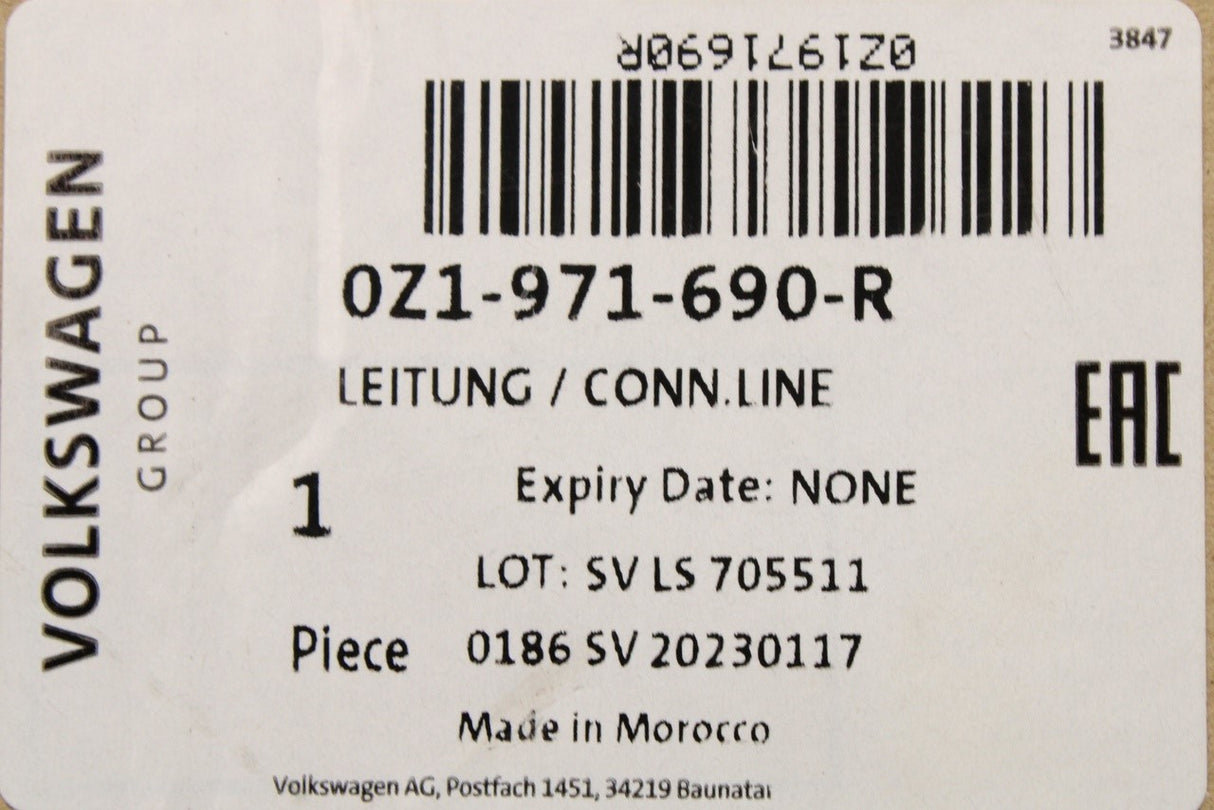 3847
0Z1971690R
0Z1-971-690-R
LEITUNG / CONN.LINE
EAC
1
Expiry Date: NONE
LOT: SV LS 705511
Piece
0186 SV 20230117
Made in Morocco
Volkswagen AG, Postfach 1451, 34219 Baunatal
VOLKSWAGEN
GROUP